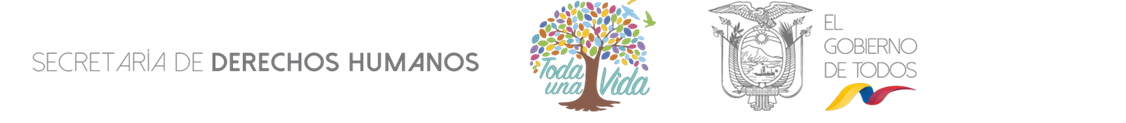 SECRETARÍA DE DERECHOS HUMANOS
Toda
una Vida
EL
GOBIERNO
DE TODOS